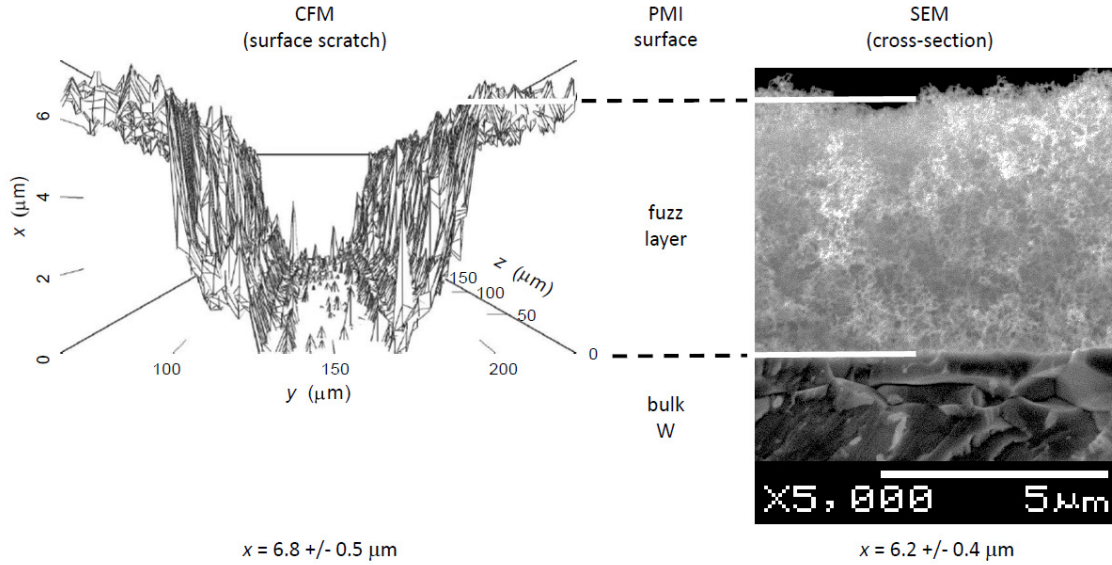 CFM
(surface scratch)
PMI
surface
SEM
(cross-section)
6
4
2
0
x (μm)
100
150
200
y (μm)
z (μm)
150
100
50
0
fuzz
layer
bulk
W
X5,000 5μm
x = 6.8 +/- 0.5 μm
x = 6.2 +/- 0.4 μm